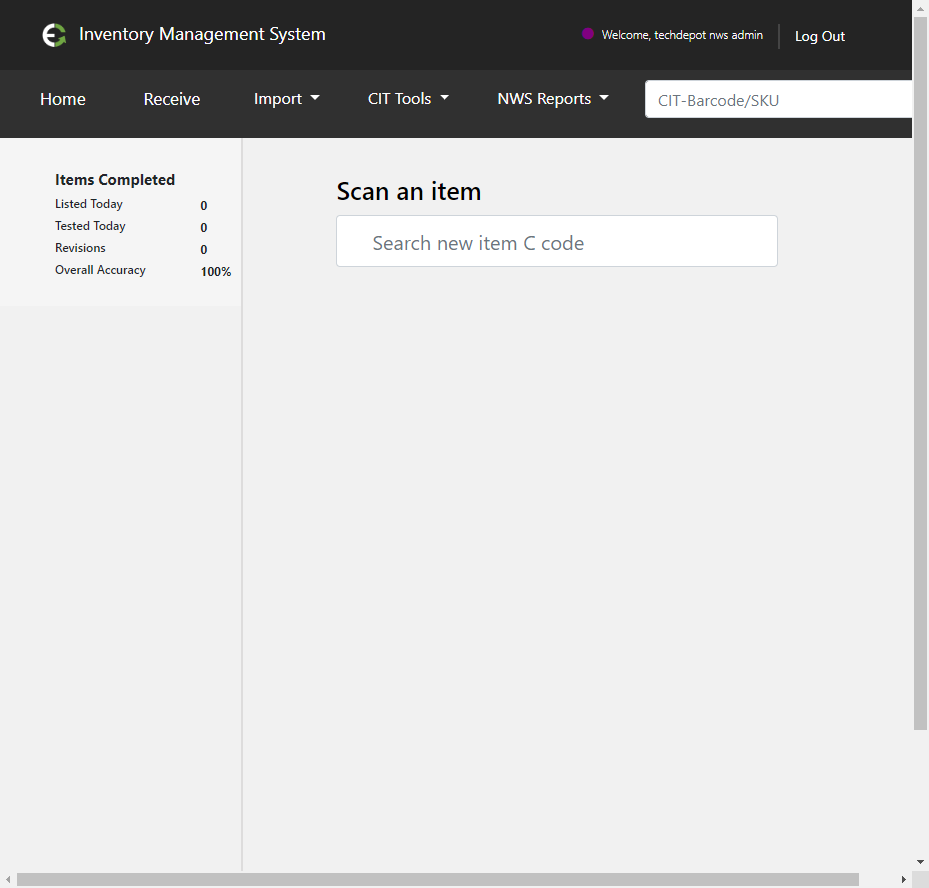 Inventory Management System
Welcome, techdepot nws admin
Log Out
Home
Receive
Import
CIT Tools
NWS Reports
CIT-Barcode/SKU
Items Completed
Listed Today 0
Tested Today 0
Revisions 0
Overall Accuracy 100%
Scan an item
Search new item C code